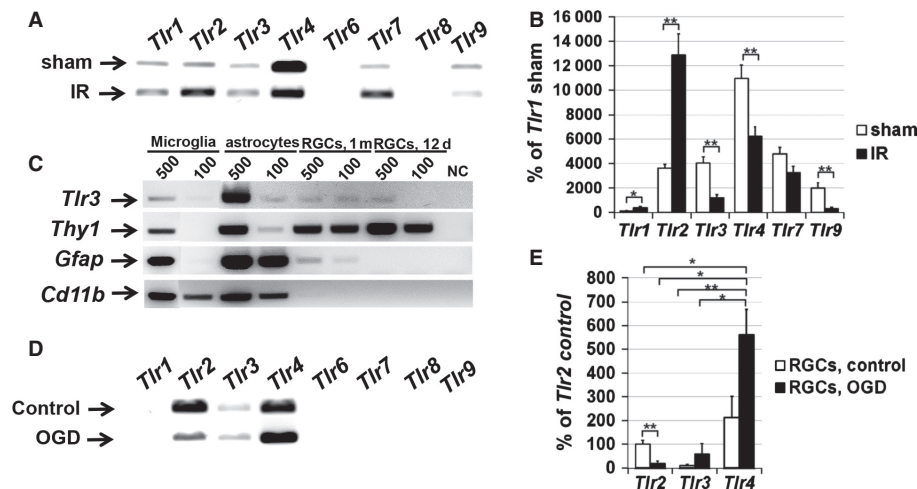 A
Tlr1 Tlr2 Tlr3 Tlr4 Tlr6 Tlr7 Tlr8 Tlr9
sham
IR
B
% of Tlr1 sham
16 000
14 000
12 000
10 000
8000
6000
4000
2000
0
* ** ** ** **
Tlr1 Tlr2 Tlr3 Tlr4 Tlr7 Tlr9
sham
IR
C
Microglia astrocytes RGCs, 1 m RGCs, 12 d
500 100 500 100 500 100 500 100 NC
Tlr3
Thy1
Gfap
Cd11b
D
Tlr1 Tlr2 Tlr3 Tlr4 Tlr6 Tlr7 Tlr8 Tlr9
Control
OGD
E
% of Tlr2 control
800
700
600
500
400
300
200
100
0
*
*
**
*
**
Tlr2 Tlr3 Tlr4
RGCs, control
RGCs, OGD